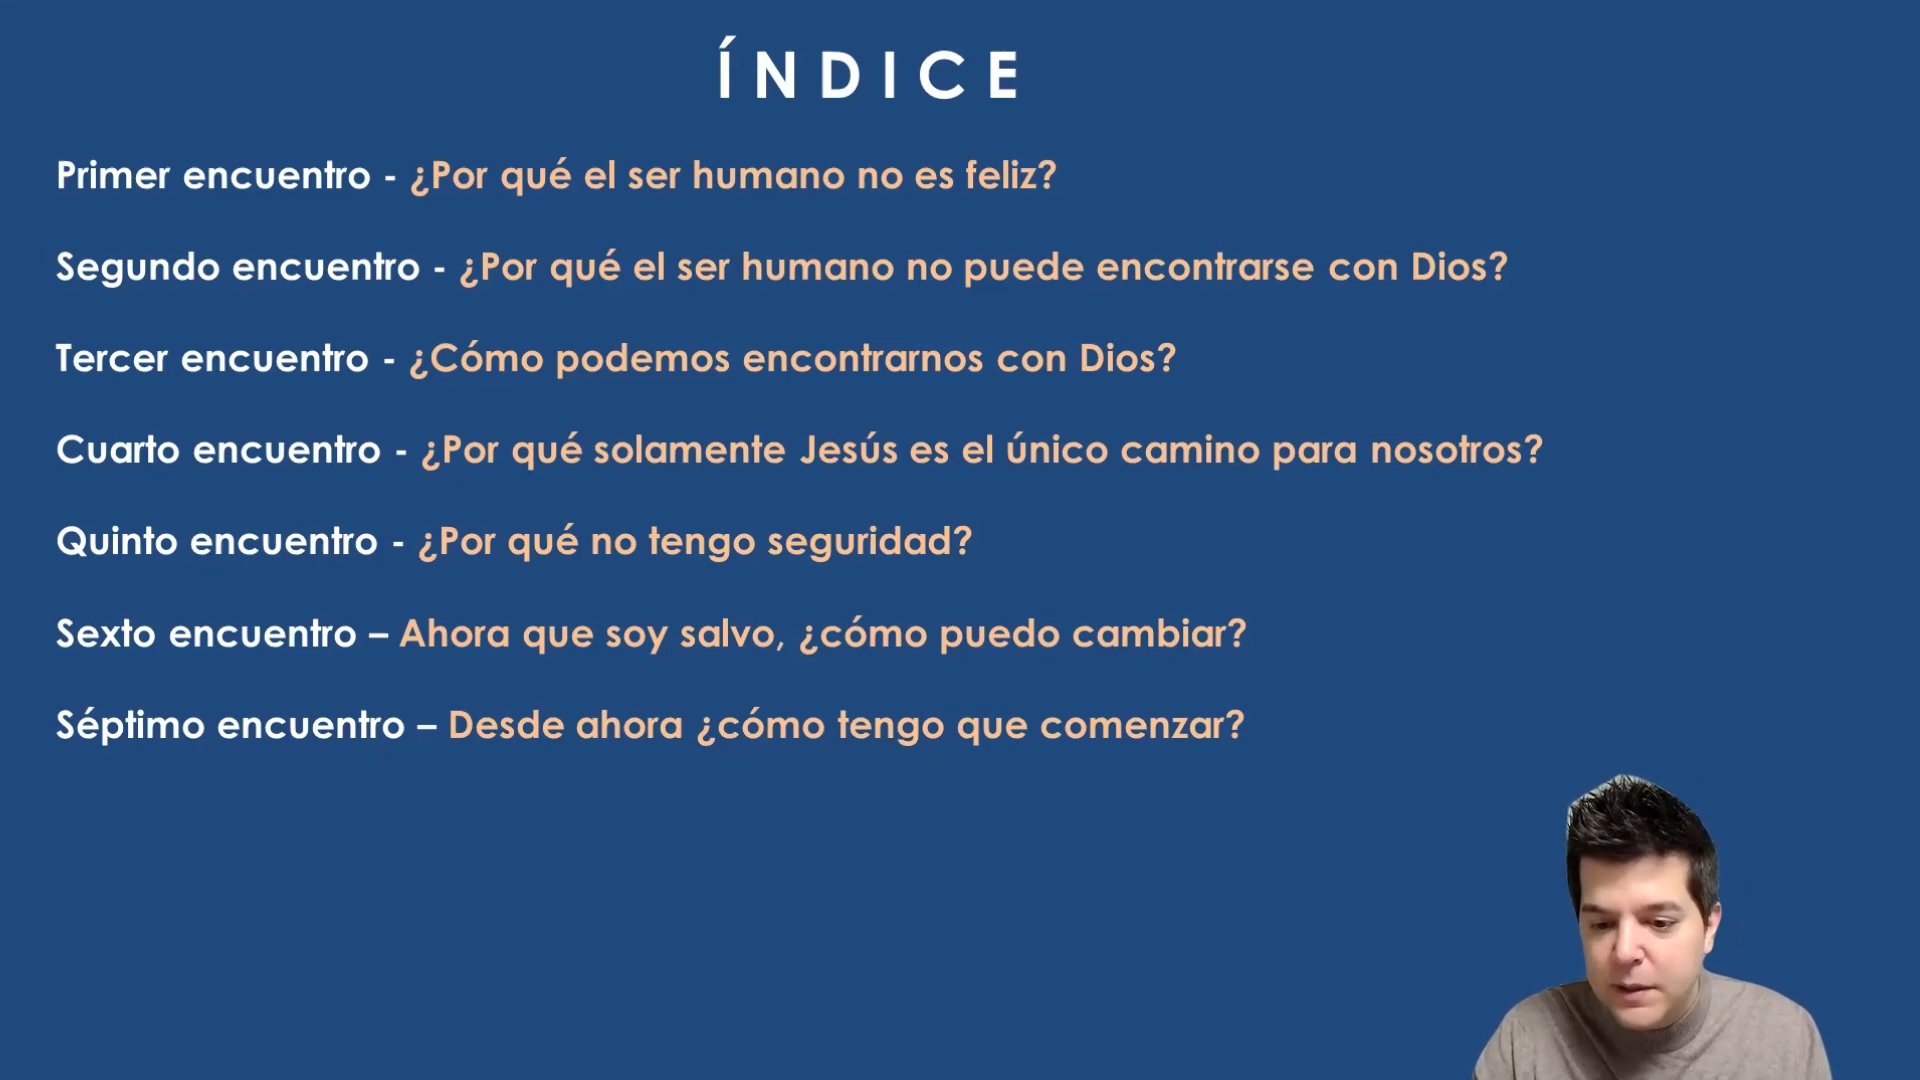 ÍNDICE
Primer encuentro - ¿Por qué el ser humano no es feliz?
Segundo encuentro - ¿Por qué el ser humano no puede encontrarse con Dios?
Tercer encuentro - ¿Cómo podemos encontrarnos con Dios?
Cuarto encuentro - ¿Por qué solamente Jesús es el único camino para nosotros?
Quinto encuentro - ¿Por qué no tengo seguridad?
Sexto encuentro – Ahora que soy salvo, ¿cómo puedo cambiar?
Séptimo encuentro – Desde ahora ¿cómo tengo que comenzar?